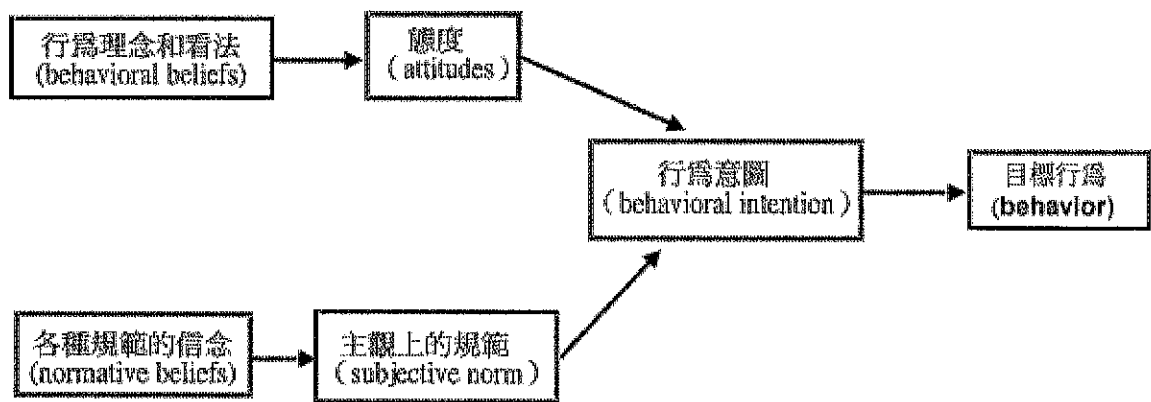 行爲理念和看法
(behavioral beliefs)
態度
(attitudes)
行爲意圖
(behavioral intention)
目標行爲
(behavior)
各種規範的信念
(normative beliefs)
主觀上的規範
(subjective norm)